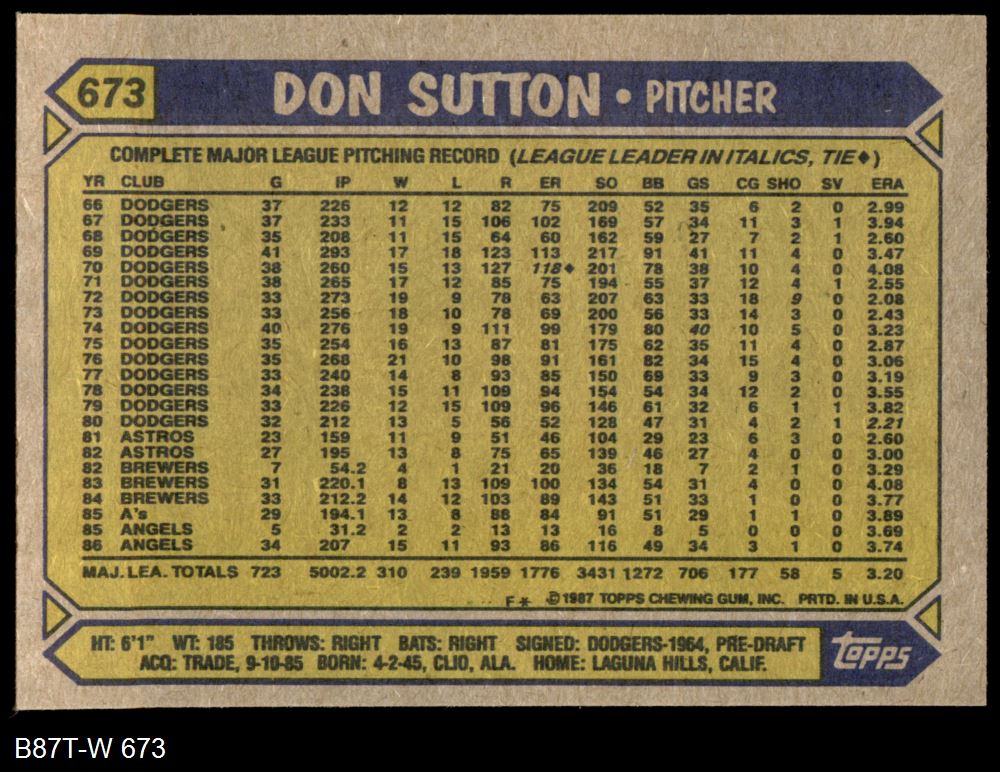 673 DON SUTTON • PITCHER
COMPLETE MAJOR LEAGUE PITCHING RECORD (LEAGUE LEADER IN ITALICS, TIE♦)
YR CLUB G IP W L R ER SO BB GS CG SHO SV ERA
66 DODGERS 37 226 12 12 82 75 209 52 35 6 2 0 2.99
67 DODGERS 37 233 11 15 106 102 169 57 34 11 3 1 3.94
68 DODGERS 35 208 11 15 64 60 162 59 27 7 2 1 2.60
69 DODGERS 41 293 17 18 123 113 217 91 41 11 4 0 3.47
70 DODGERS 38 260 15 13 127 118♦ 201 78 38 10 4 0 4.08
71 DODGERS 38 265 17 12 85 75 194 55 37 12 4 1 2.55
72 DODGERS 33 273 19 9 78 63 207 63 33 18 9 0 2.08
73 DODGERS 33 256 18 10 78 69 200 56 33 14 3 0 2.43
74 DODGERS 40 276 19 9 111 99 179 80 40 10 5 0 3.23
75 DODGERS 35 254 16 13 87 81 175 62 35 11 4 0 2.87
76 DODGERS 35 268 21 10 98 91 161 82 34 15 4 0 3.06
77 DODGERS 33 240 14 8 93 85 150 69 33 9 3 0 3.19
78 DODGERS 34 238 15 11 109 94 154 54 34 12 2 0 3.55
79 DODGERS 33 226 12 15 109 96 146 61 32 6 1 1 3.82
80 DODGERS 32 212 13 5 56 52 128 47 31 4 2 1 2.21
81 ASTROS 23 159 11 9 51 46 104 29 23 6 3 0 2.60
82 ASTROS 27 195 13 8 75 65 139 46 27 4 0 0 3.00
82 BREWERS 7 54.2 4 1 21 20 36 18 7 2 1 0 3.29
83 BREWERS 31 220.1 8 13 109 100 134 54 31 4 0 0 4.08
84 BREWERS 33 212.2 14 12 103 89 143 51 33 1 0 0 3.77
85 A's 29 194.1 13 8 88 84 91 51 29 1 1 0 3.89
85 ANGELS 5 31.2 2 2 13 13 16 8 5 0 0 0 3.69
86 ANGELS 34 207 15 11 93 86 116 49 34 3 1 0 3.74
MAJ. LEA. TOTALS 723 5002.2 310 239 1959 1776 3431 1272 706 177 58 5 3.20
F* ©1987 TOPPS CHEWING GUM, INC. PRTD. IN U.S.A.
HT: 6'1" WT: 185 THROWS: RIGHT BATS: RIGHT SIGNED: DODGERS-1964, PRE-DRAFT
ACQ: TRADE, 9-10-85 BORN: 4-2-45, CLIO, ALA. HOME: LAGUNA HILLS, CALIF.
TOPPS
B87T-W 673